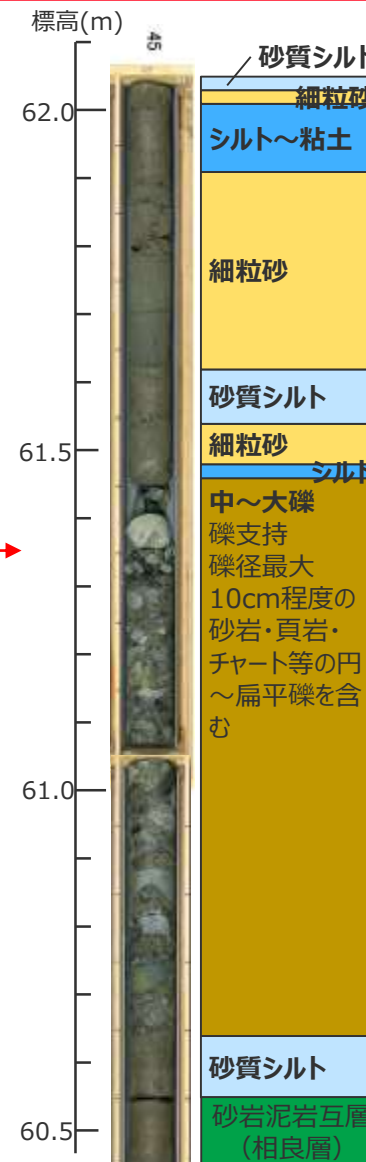 標高(m)
45
砂質シルト
細粒砂
62.0
シルト～粘土
細粒砂
砂質シルト
細粒砂
61.5
シルト
中～大礫
礫支持
礫径最大
10cm程度の
砂岩・頁岩・
チャート等の円
～扁平礫を含
む
61.0
砂質シルト
砂岩泥岩互層
（相良層）
60.5